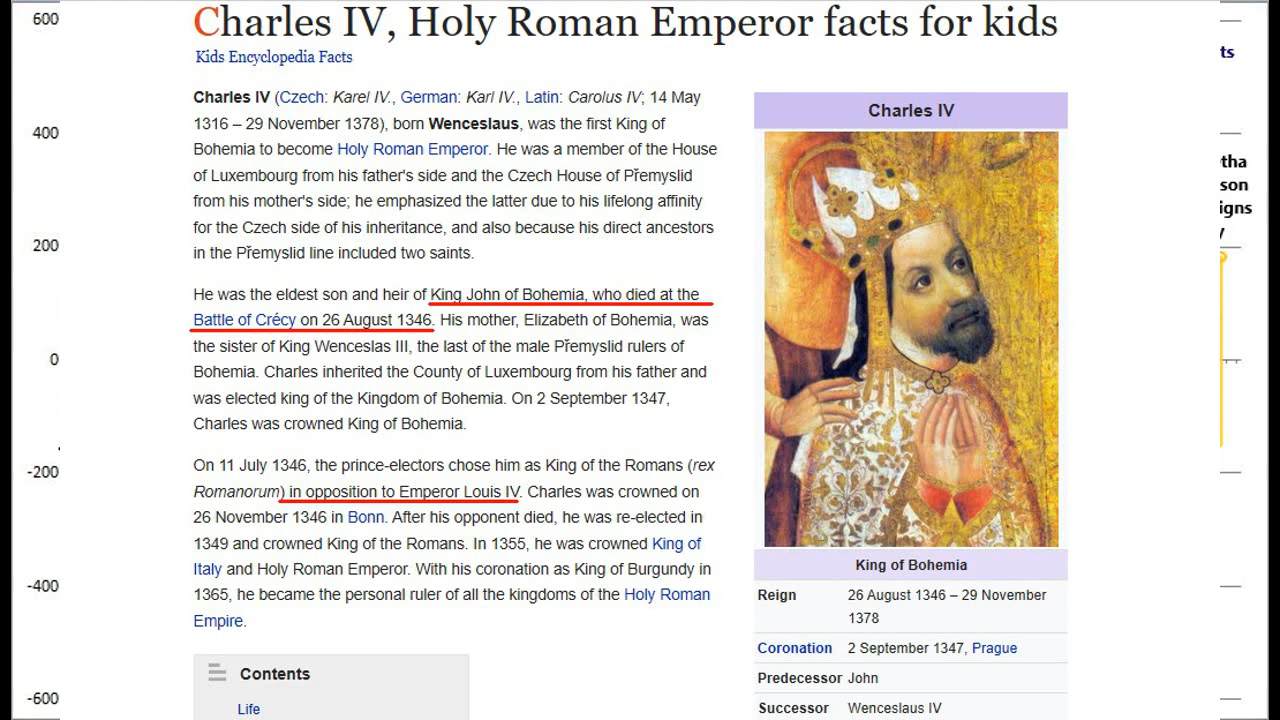 600
400
200
0
-200
-400
-600
Charles IV, Holy Roman Emperor facts for kids
Kids Encyclopedia Facts
Charles IV (Czech: Karel IV., German: Karl IV., Latin: Carolus IV; 14 May
1316 – 29 November 1378), born Wenceslaus, was the first King of
Bohemia to become Holy Roman Emperor. He was a member of the House
of Luxembourg from his father's side and the Czech House of Přemyslid
from his mother's side; he emphasized the latter due to his lifelong affinity
for the Czech side of his inheritance, and also because his direct ancestors
in the Přemyslid line included two saints.
He was the eldest son and heir of King John of Bohemia, who died at the
Battle of Crécy on 26 August 1346. His mother, Elizabeth of Bohemia, was
the sister of King Wenceslas III, the last of the male Přemyslid rulers of
Bohemia. Charles inherited the County of Luxembourg from his father and
was elected king of the Kingdom of Bohemia. On 2 September 1347,
Charles was crowned King of Bohemia.
On 11 July 1346, the prince-electors chose him as King of the Romans (rex
Romanorum) in opposition to Emperor Louis IV. Charles was crowned on
26 November 1346 in Bonn. After his opponent died, he was re-elected in
1349 and crowned King of the Romans. In 1355, he was crowned King of
Italy and Holy Roman Emperor. With his coronation as King of Burgundy in
1365, he became the personal ruler of all the kingdoms of the Holy Roman
Empire.
Contents
Life
Charles IV
King of Bohemia
Reign 26 August 1346 – 29 November
1378
Coronation 2 September 1347, Prague
Predecessor John
Successor Wenceslaus IV
ts
tha
son
igns